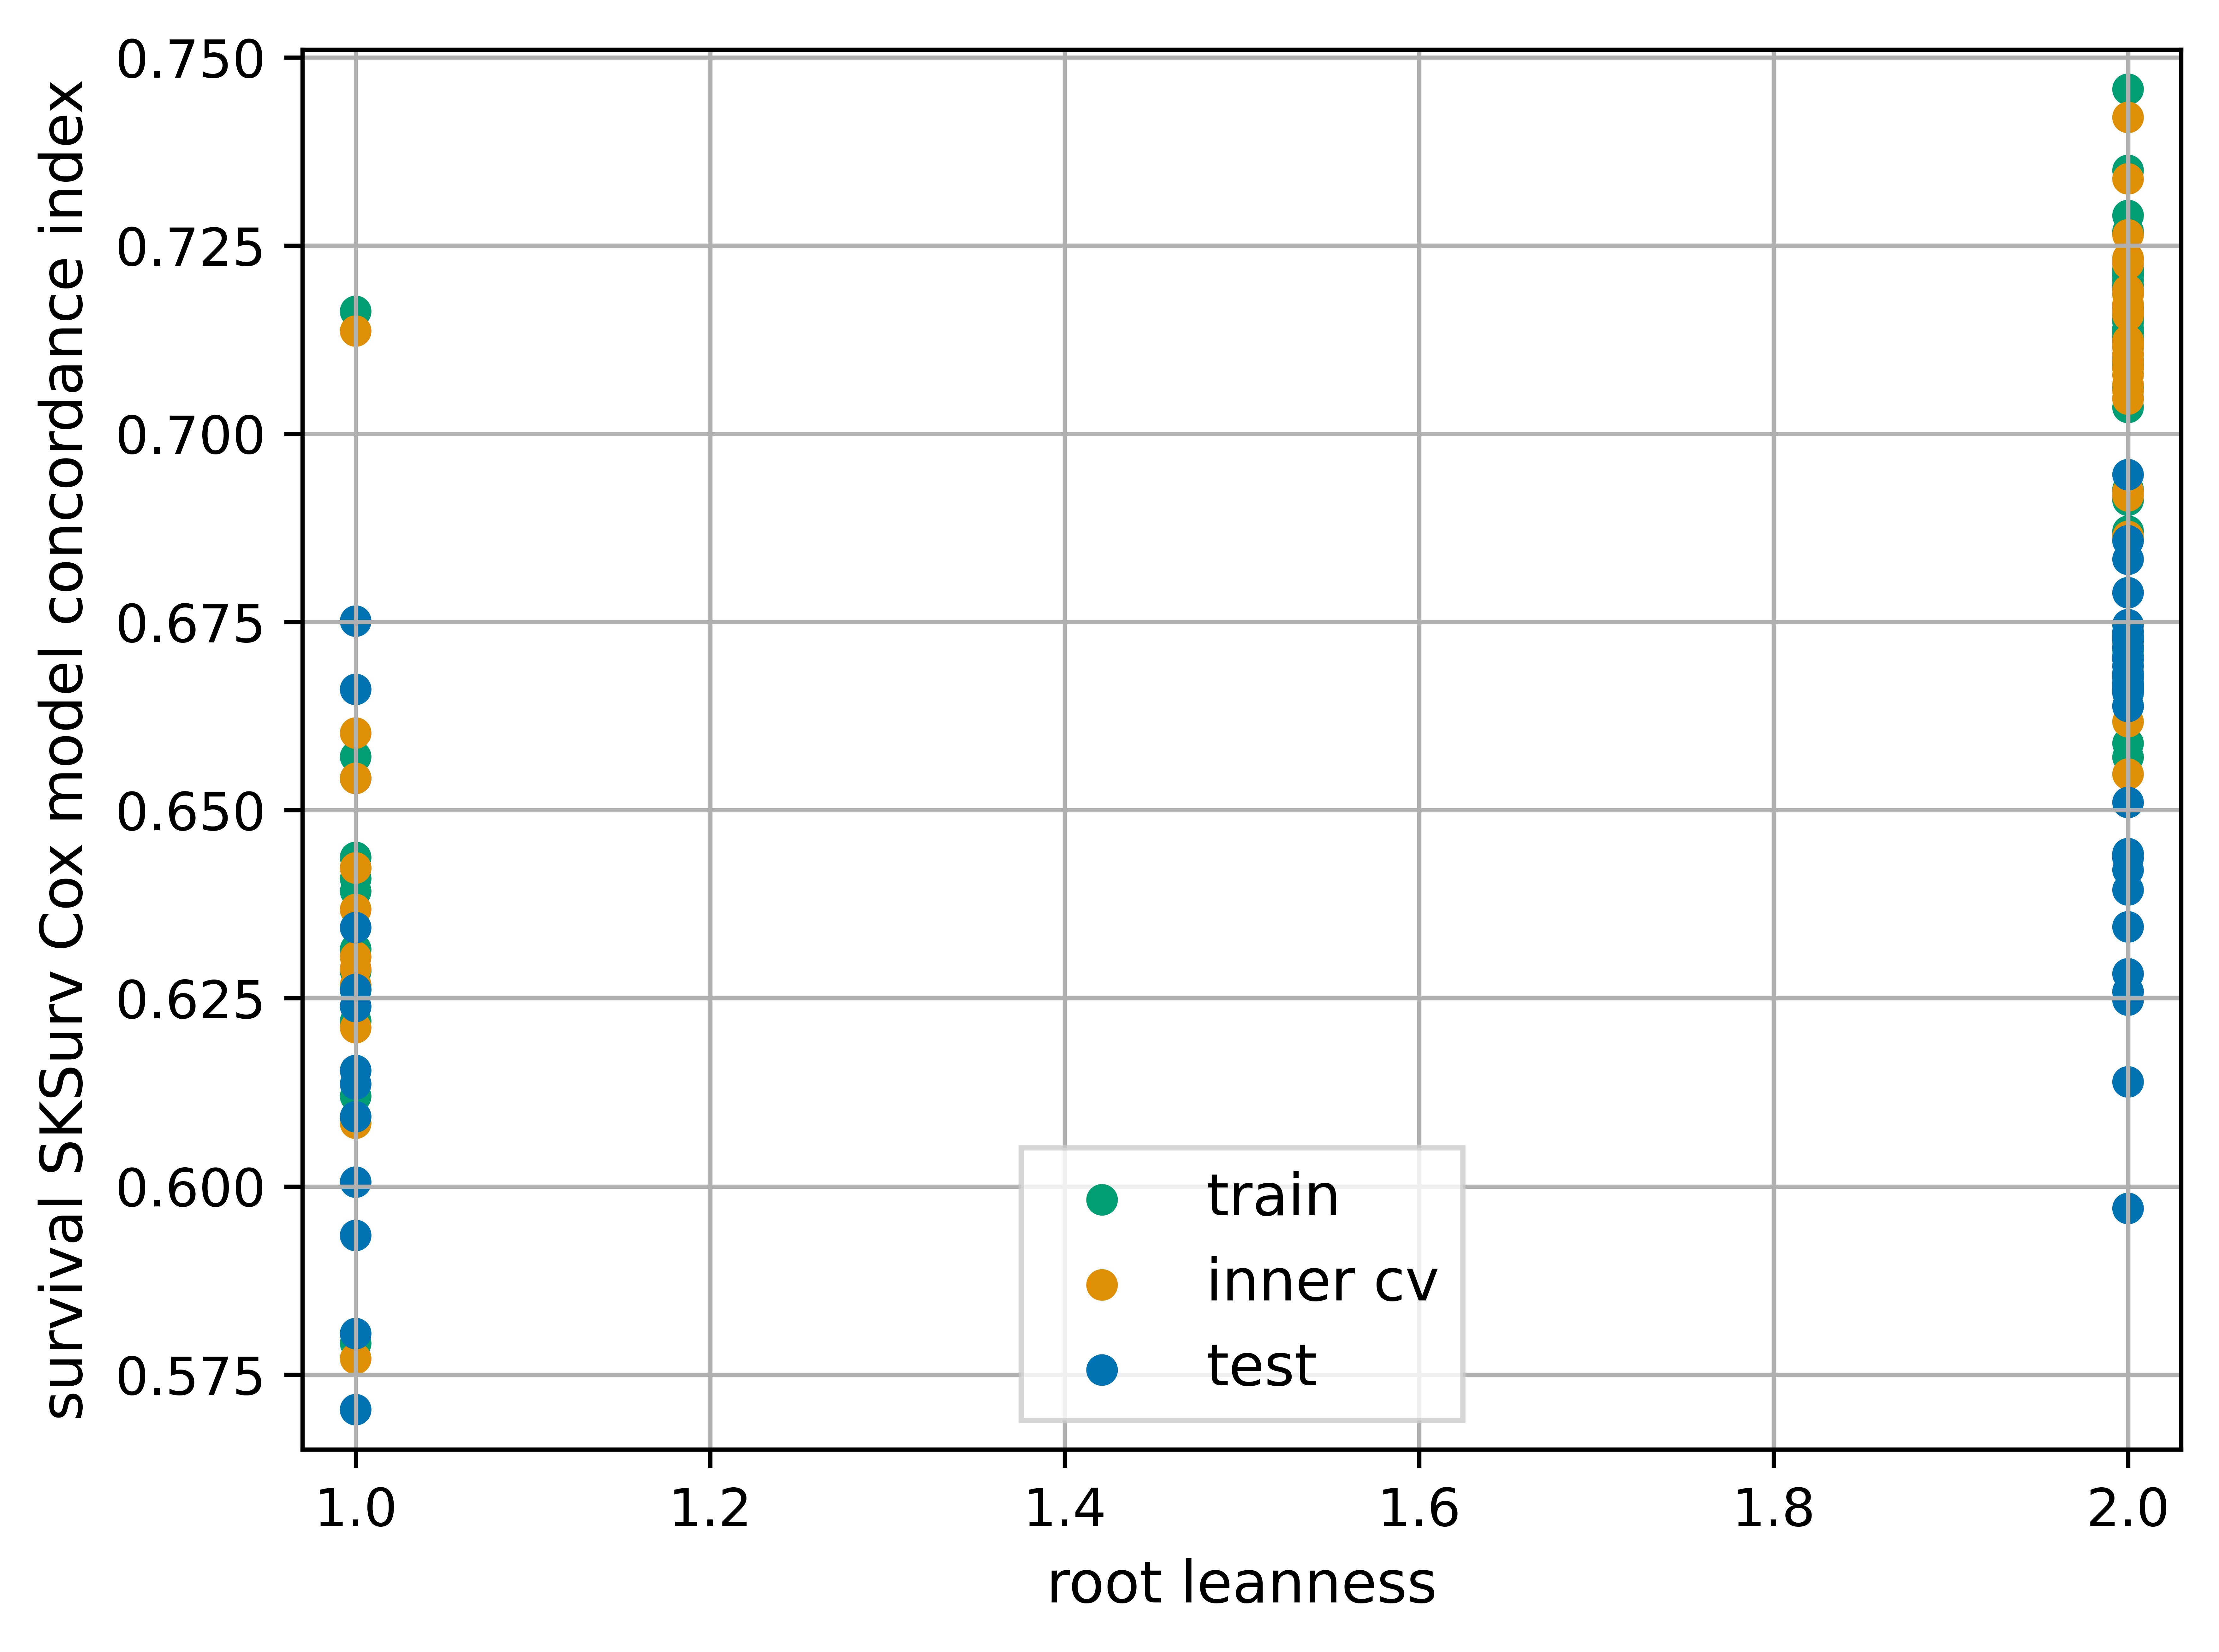 survival SKSurv Cox model concordance index
0.750
0.725
0.700
0.675
0.650
0.625
0.600
0.575
train
inner cv
test
1.0 1.2 1.4 1.6 1.8 2.0
root leanness